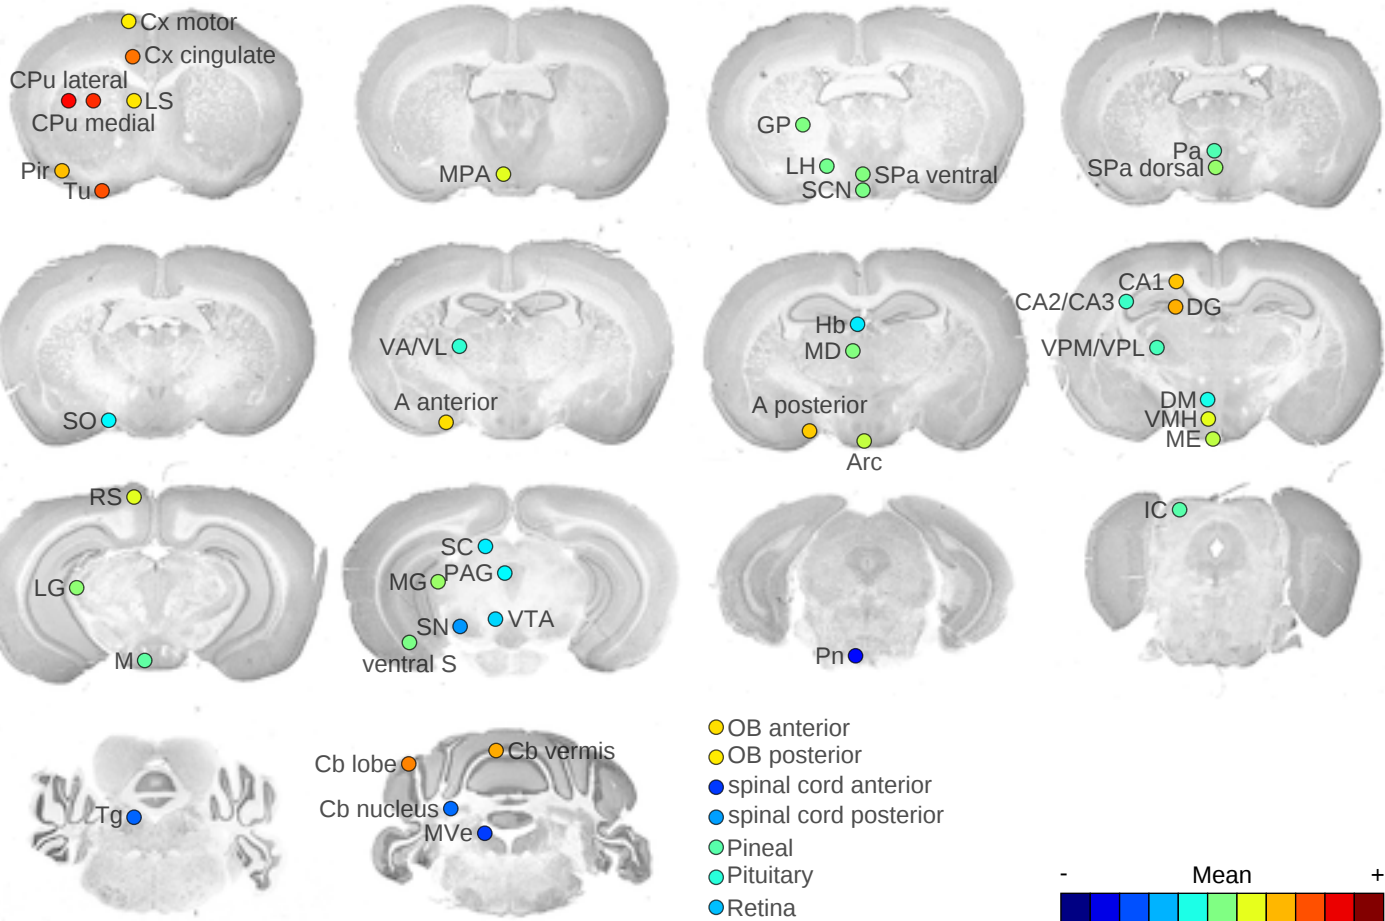 Cx motor
Cx cingulate
CPu lateral
LS
CPu medial
Pir
Tu
MPA
GP
LH
SPa ventral
SCN
Pa
SPa dorsal
SO
VA/VL
A anterior
Hb
MD
A posterior
Arc
CA1
CA2/CA3
DG
VPM/VPL
DM
VMH
ME
RS
LG
M
SC
PAG
MG
SN
VTA
ventral S
Pn
IC
Tg
Cb lobe
Cb vermis
Cb nucleus
MVe
OB anterior
OB posterior
spinal cord anterior
spinal cord posterior
Pineal
Pituitary
Retina
- Mean +